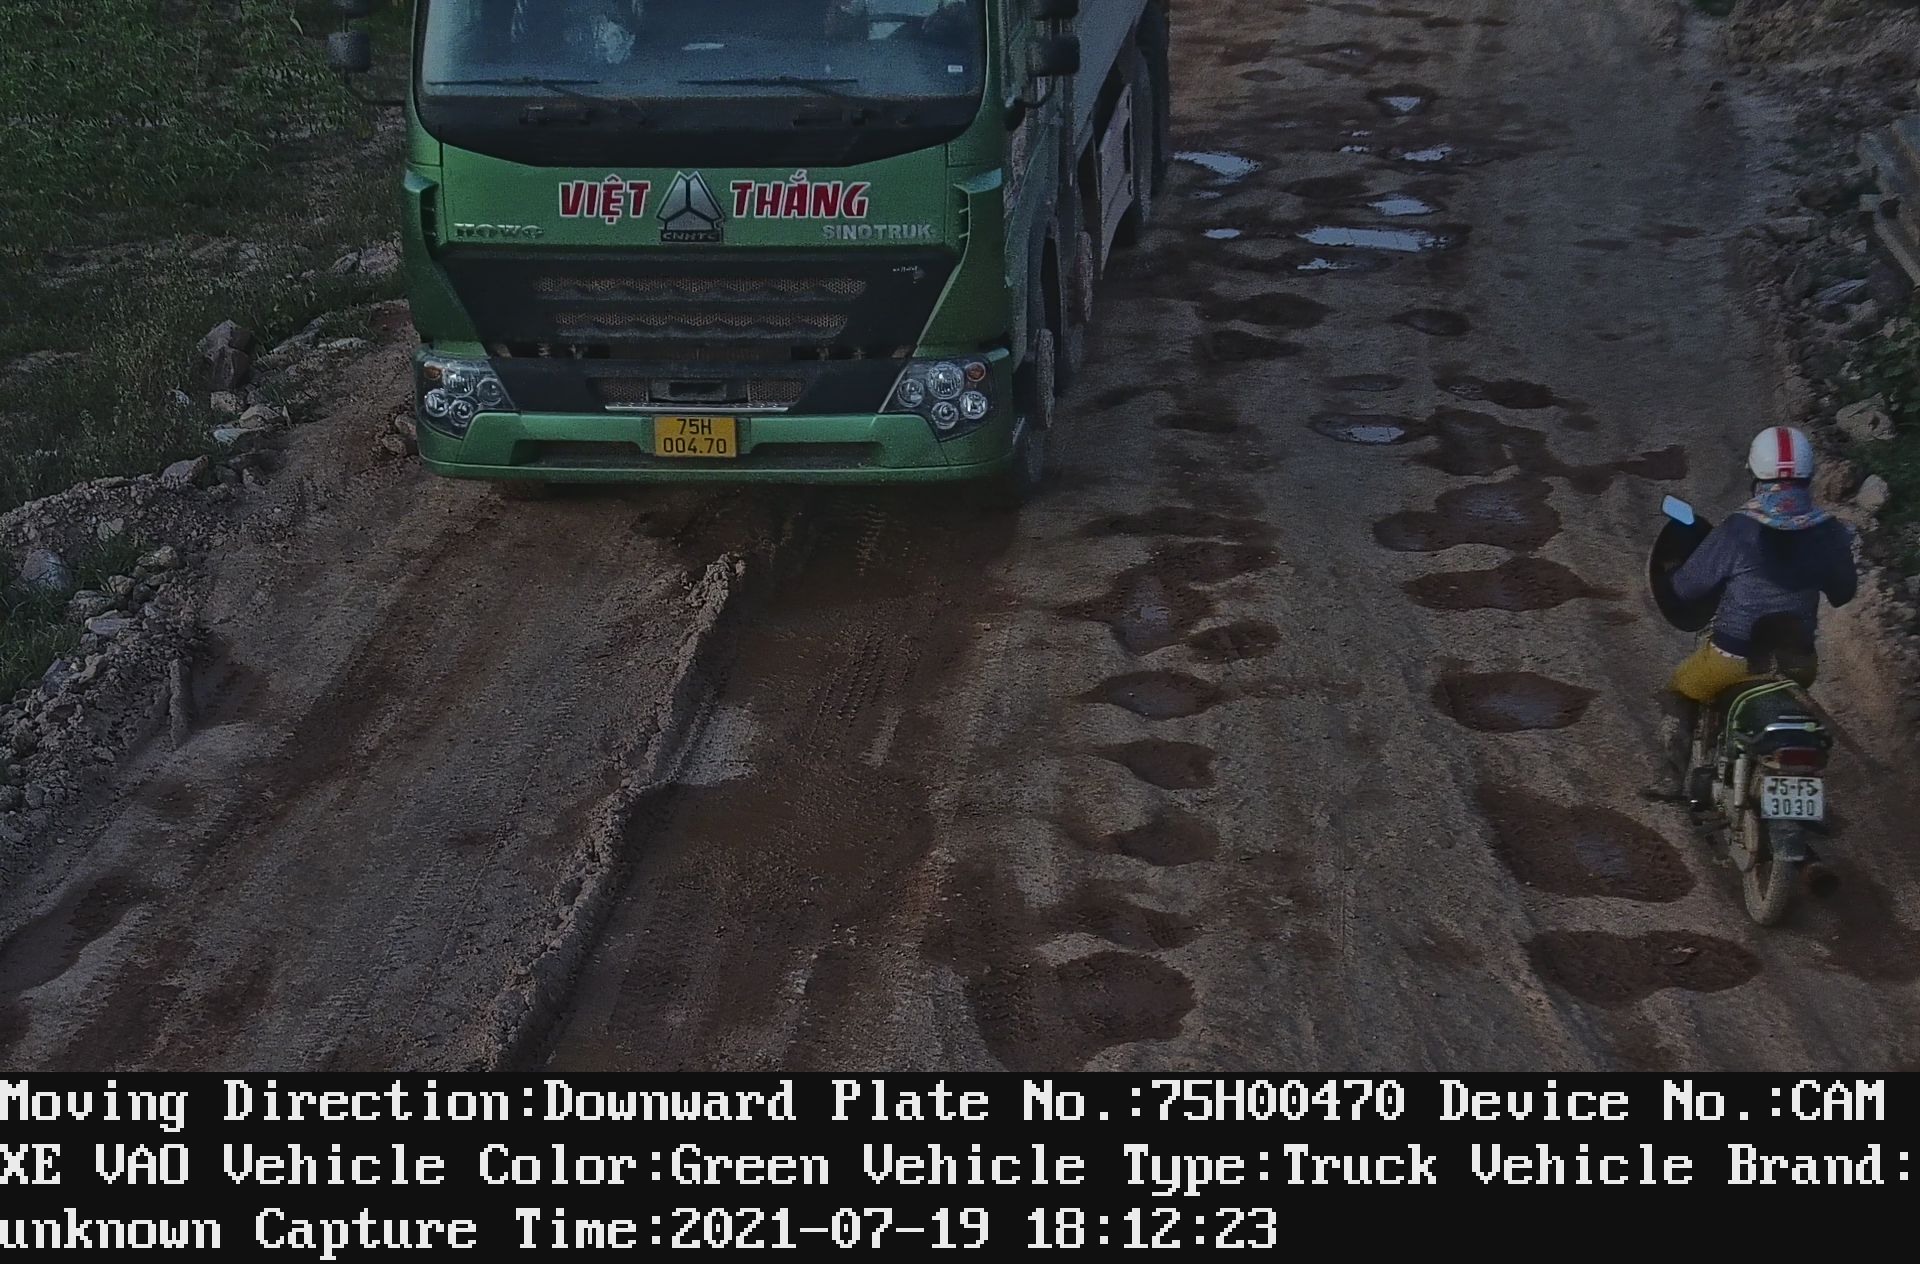 VIỆT THẮNG
HOWO SINOTRUK
CNHTC
75H
004.70
75-F5
3030
Moving Direction:Downward Plate No.:75H00470 Device No.:CAM
XE VAO Vehicle Color:Green Vehicle Type:Truck Vehicle Brand:
unknown Capture Time:2021-07-19 18:12:23